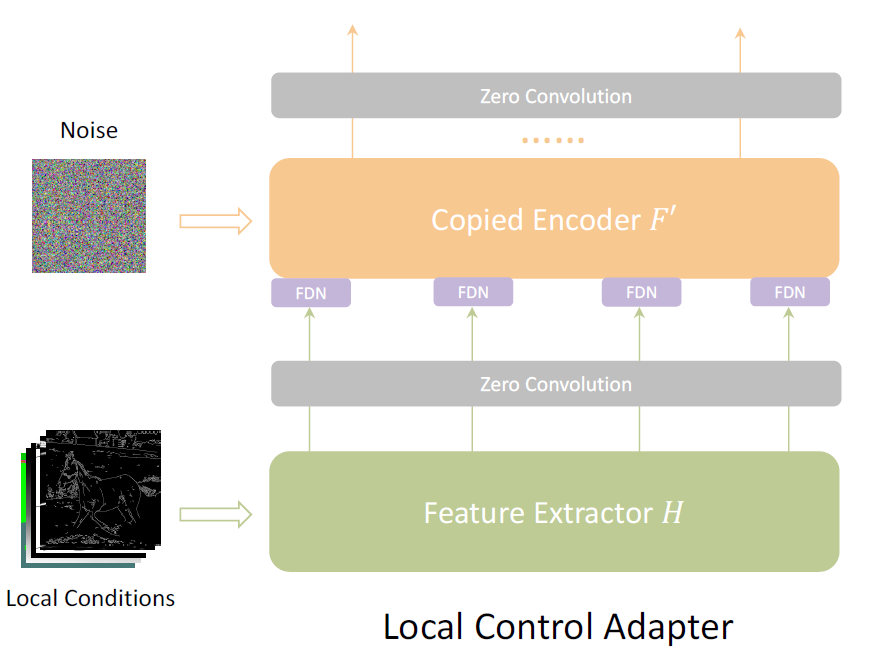 Zero Convolution
Noise
Copied Encoder F′
FDN FDN FDN FDN
Zero Convolution
Feature Extractor H
Local Conditions
Local Control Adapter